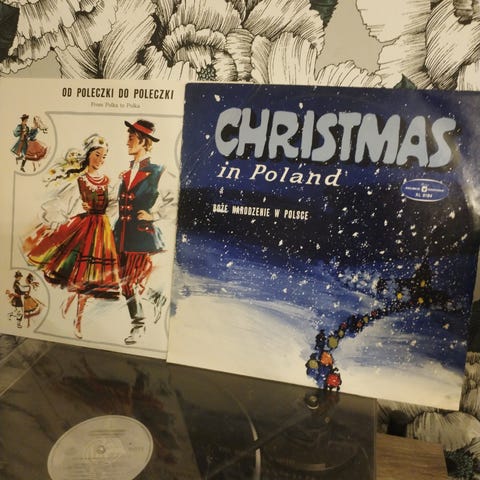 OD POLECZKI DO POLECZKI
From Polka to Polka
CHRISTMAS
in Poland
BOŻE NARODZENIE W POLSCE